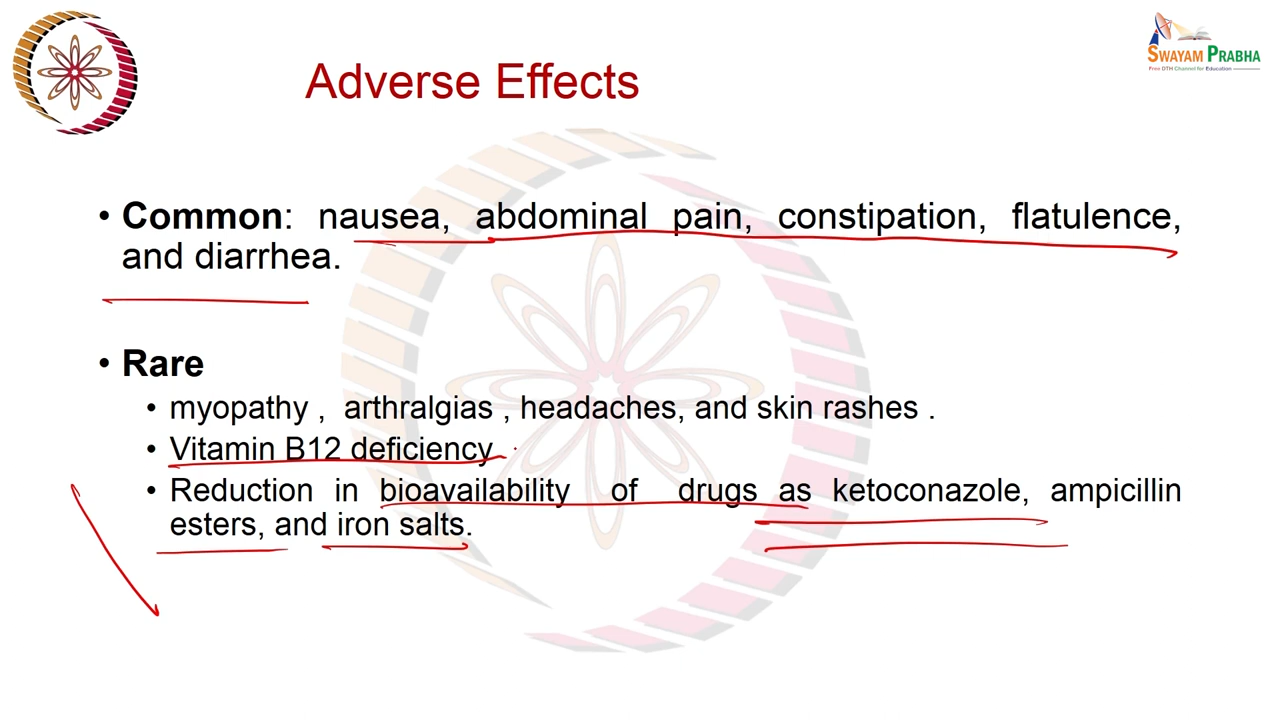 SWAYAM PRABHA
Free DTH Channel for Education
Adverse Effects
• Common: nausea, abdominal pain, constipation, flatulence,
and diarrhea.
• Rare
• myopathy , arthralgias , headaches, and skin rashes .
• Vitamin B12 deficiency
• Reduction in bioavailability of drugs as ketoconazole, ampicillin
esters, and iron salts.